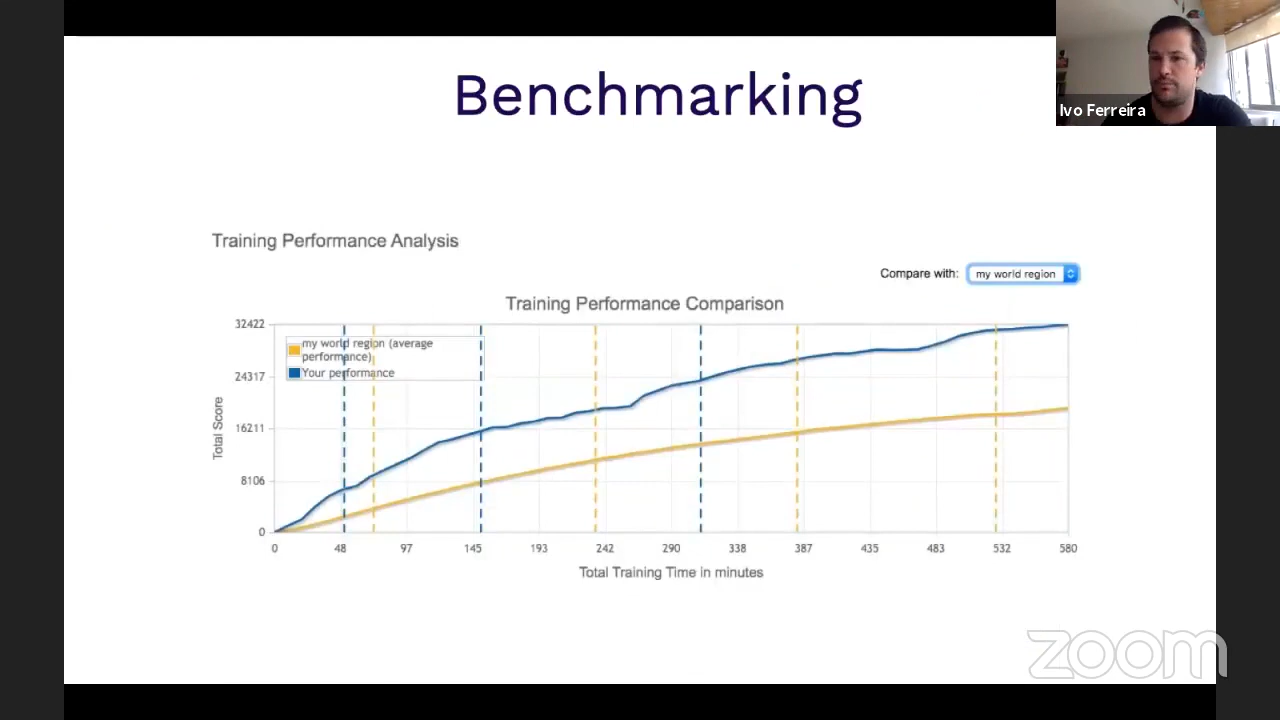 Benchmarking
Ivo Ferreira
Training Performance Analysis
Compare with: my world region
Training Performance Comparison
32422
24317
16211
8106
0
Total Score
my world region (average
performance)
Your performance
0 48 97 145 193 242 290 338 387 435 483 532 580
Total Training Time in minutes
zoom